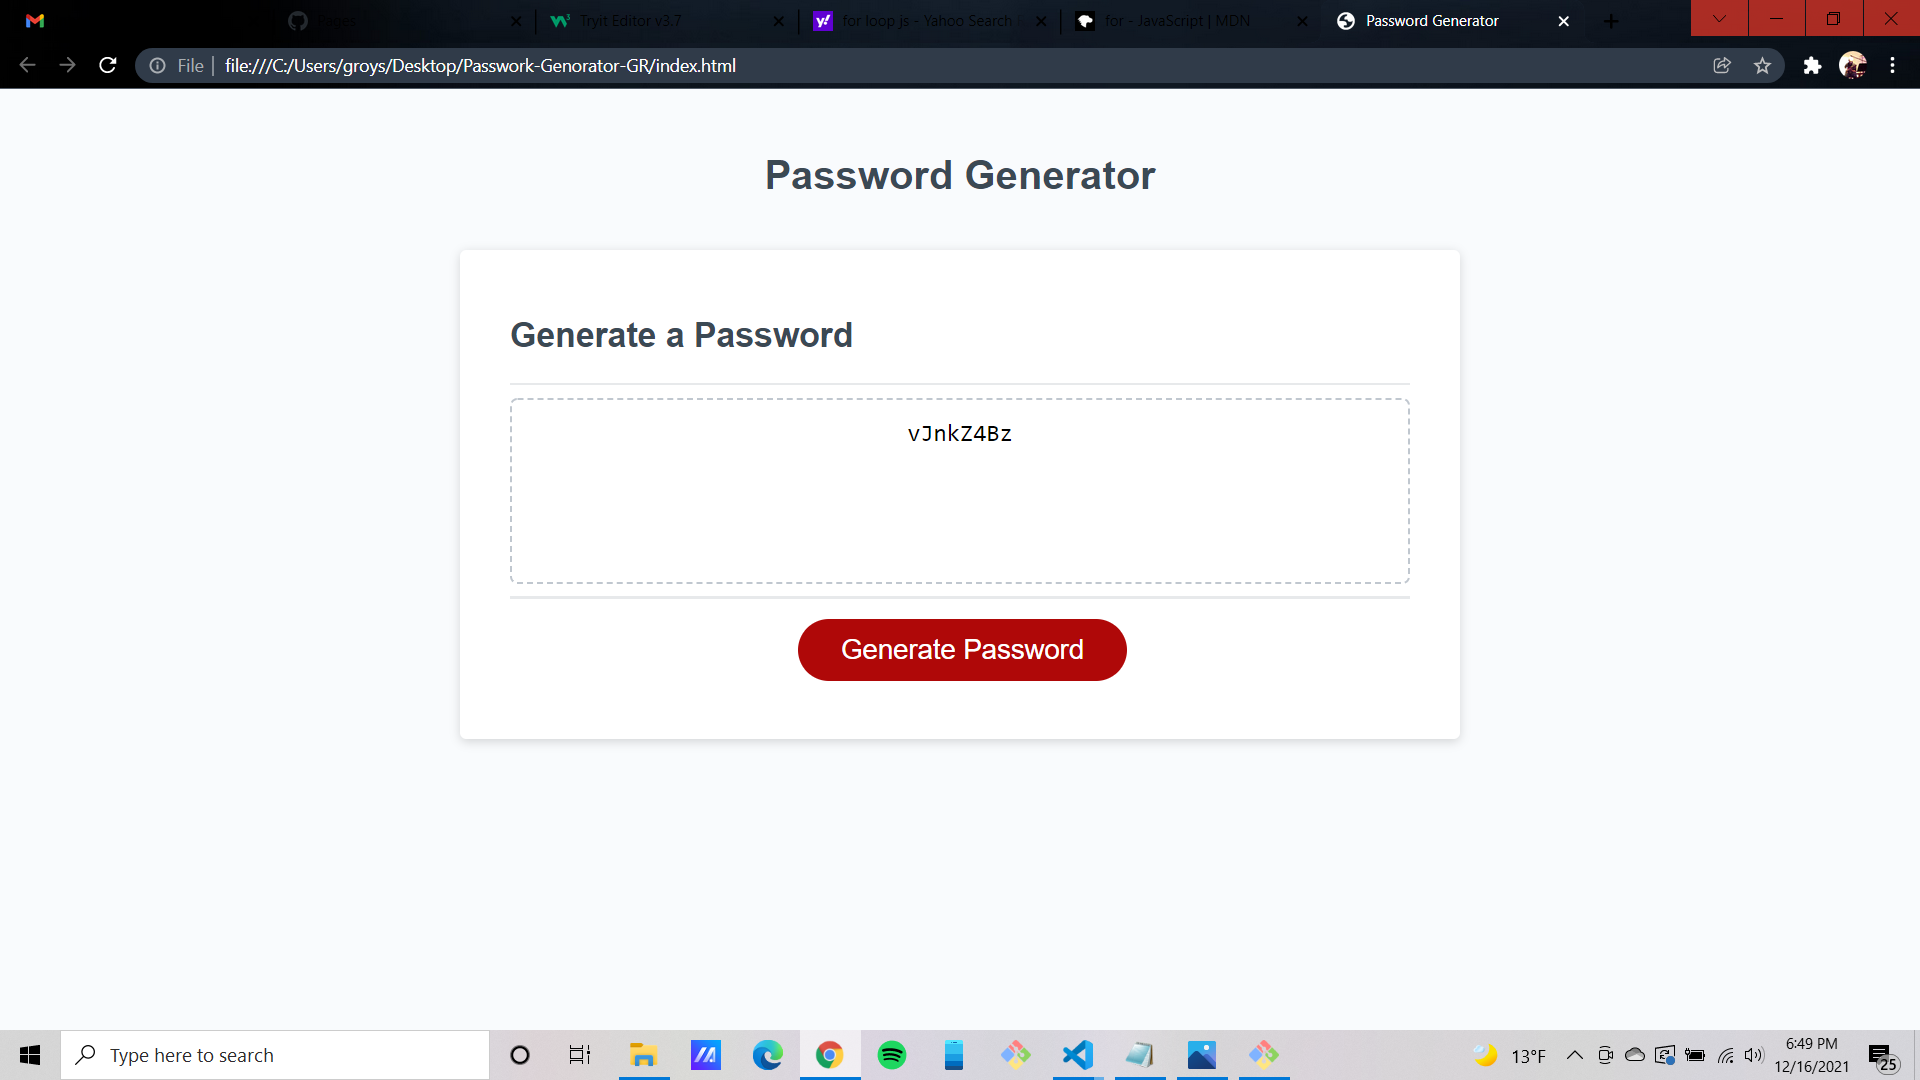 Pages
Tryit Editor v3.7
for loop js - Yahoo Search
for - JavaScript | MDN
Password Generator
File
file:///C:/Users/groys/Desktop/Passwork-Genorator-GR/index.html
Password Generator
Generate a Password
vJnkZ4Bz
Generate Password
Type here to search
13°F
6:49 PM
12/16/2021
25